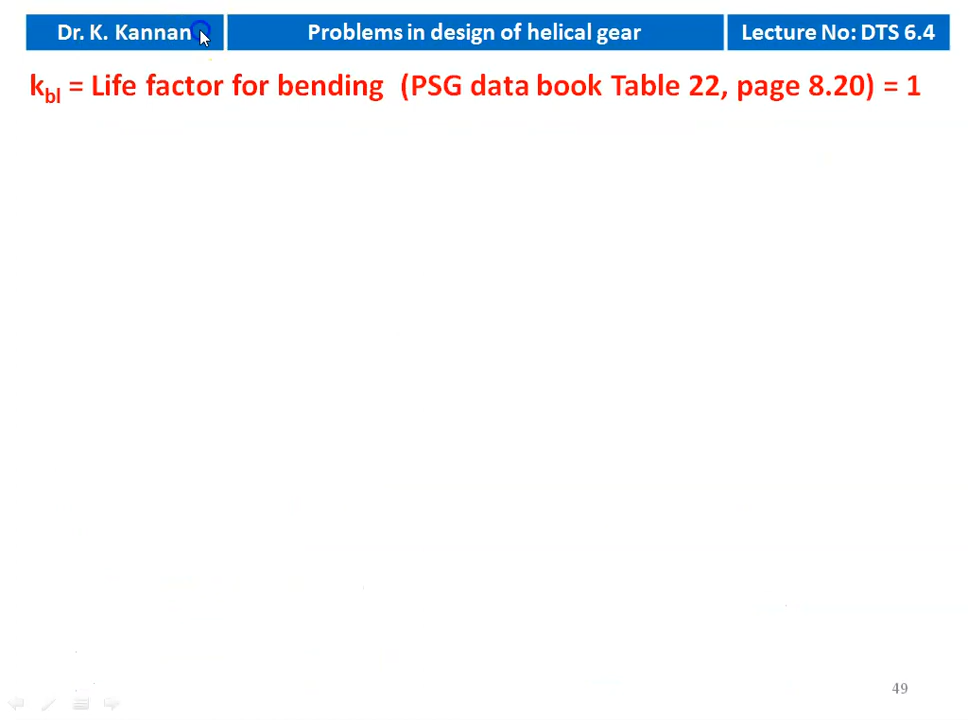 Dr. K. Kannan
Problems in design of helical gear
Lecture No: DTS 6.4
kbl = Life factor for bending (PSG data book Table 22, page 8.20) = 1
49